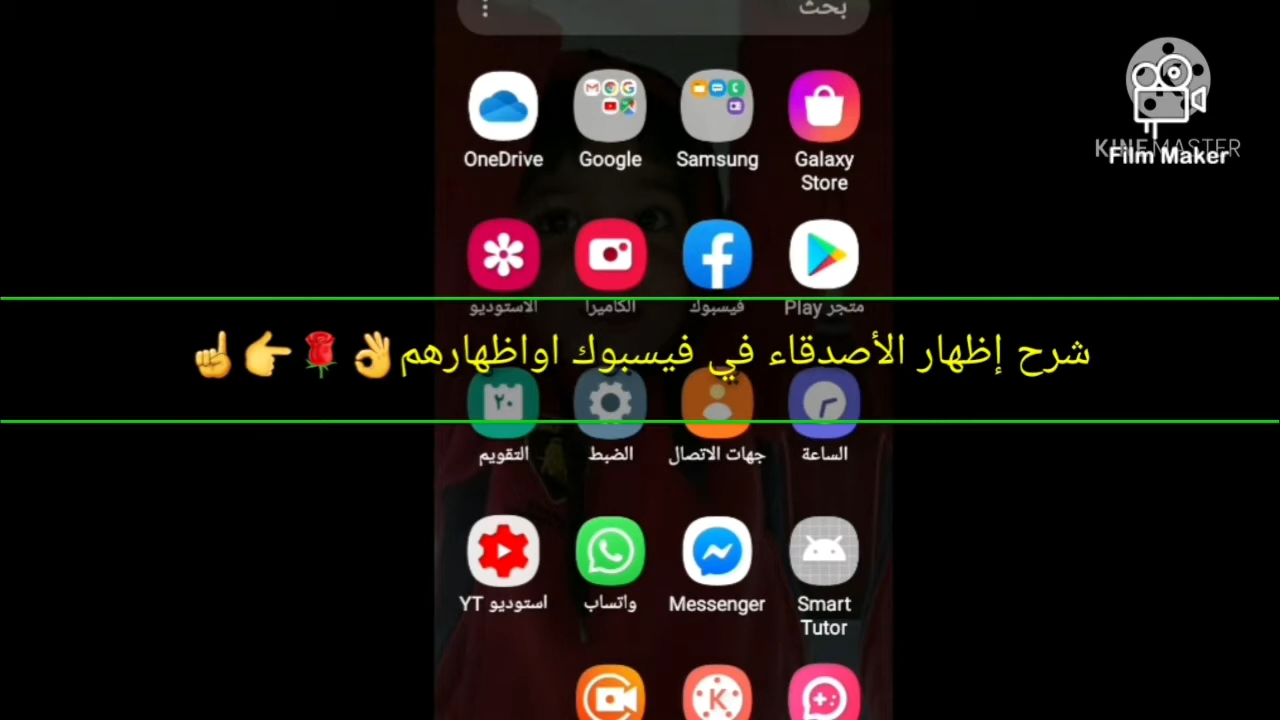 بحث
OneDrive
Google
Samsung
Galaxy
Store
KINEMASTER
Film Maker
الاستوديو
الكاميرا
فيسبوك
متجر Play
شرح إظهار الأصدقاء في فيسبوك اواظهارهم👌🌹👉☝
٢٠
التقويم
الضبط
جهات الاتصال
الساعة
استوديو YT
واتساب
Messenger
Smart
Tutor
K